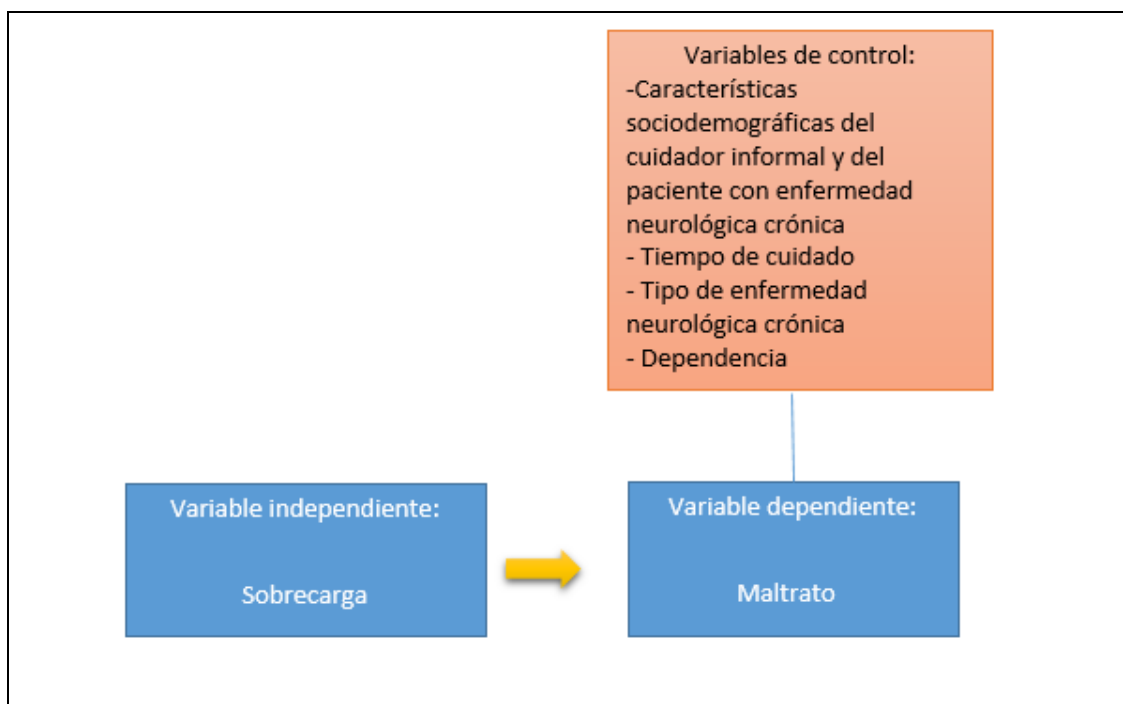 Variables de control:
-Características
sociodemográficas del
cuidador informal y del
paciente con enfermedad
neurológica crónica
- Tiempo de cuidado
- Tipo de enfermedad
neurológica crónica
- Dependencia
Variable independiente:
Sobrecarga
Variable dependiente:
Maltrato